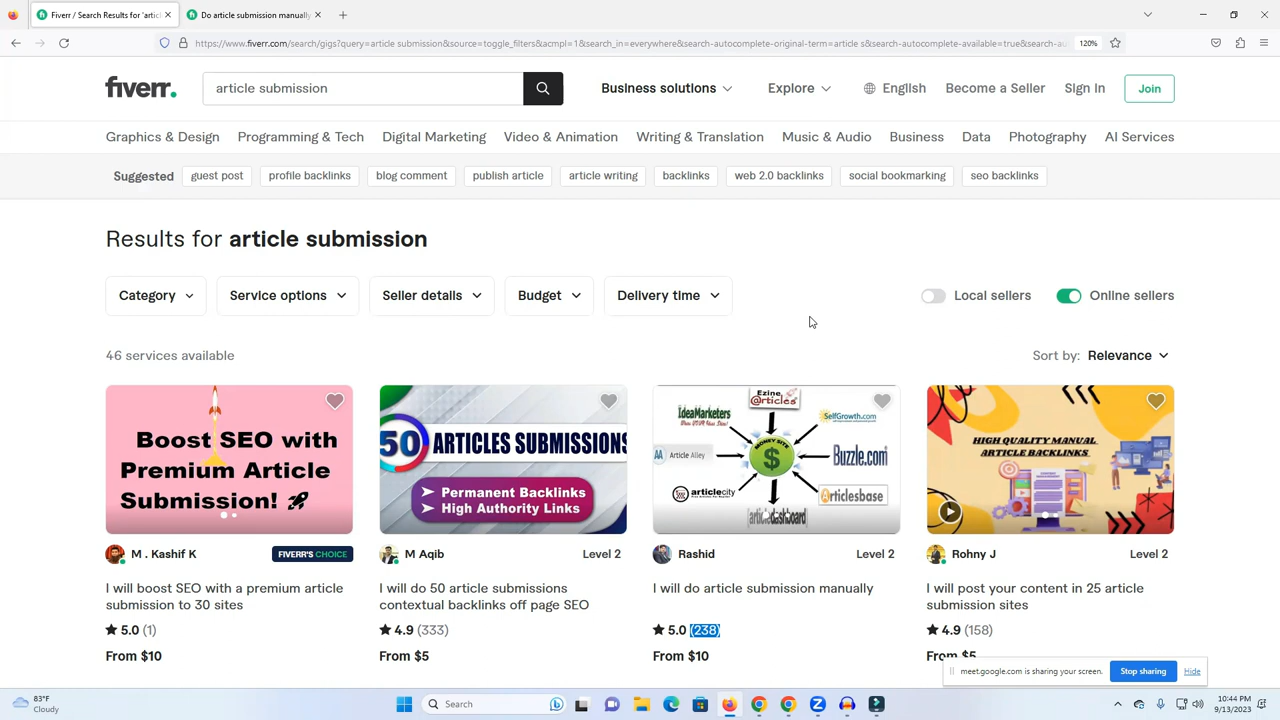 Fiverr / Search Results for 'artic
Do article submission manually
https://www.fiverr.com/search/gigs?query=article submission&source=toggle_filters&acmpl=1&search_in=everywhere&search-autocomplete-original-term=article s&search-autocomplete-available=true&search-au
120%
fiverr.
article submission
Business solutions
Explore
English
Become a Seller
Sign In
Join
Graphics & Design
Programming & Tech
Digital Marketing
Video & Animation
Writing & Translation
Music & Audio
Business
Data
Photography
AI Services
Suggested
guest post
profile backlinks
blog comment
publish article
article writing
backlinks
web 2.0 backlinks
social bookmarking
seo backlinks
Results for article submission
Category
Service options
Seller details
Budget
Delivery time
Local sellers
Online sellers
46 services available
Sort by: Relevance
Boost SEO with
Premium Article
Submission!
M . Kashif K
FIVERR'S CHOICE
I will boost SEO with a premium article
submission to 30 sites
5.0 (1)
From $10
50 ARTICLES SUBMISSIONS
Permanent Backlinks
High Authority Links
M Aqib
Level 2
I will do 50 article submissions
contextual backlinks off page SEO
4.9 (333)
From $5
Ezine
@rticles
IdeaMarketers
SelfGrowth.com
AA Article Alley
MONEY SITE
$
Buzzle.com
articlecity
Articlesbase
articledashboard
Rashid
Level 2
I will do article submission manually
5.0 (238)
From $10
HIGH QUALITY MANUAL
ARTICLE BACKLINKS
Rohny J
Level 2
I will post your content in 25 article
submission sites
4.9 (158)
From $5
meet.google.com is sharing your screen.
Stop sharing
Hide
83°F
Cloudy
Search
10:44 PM
9/13/2023